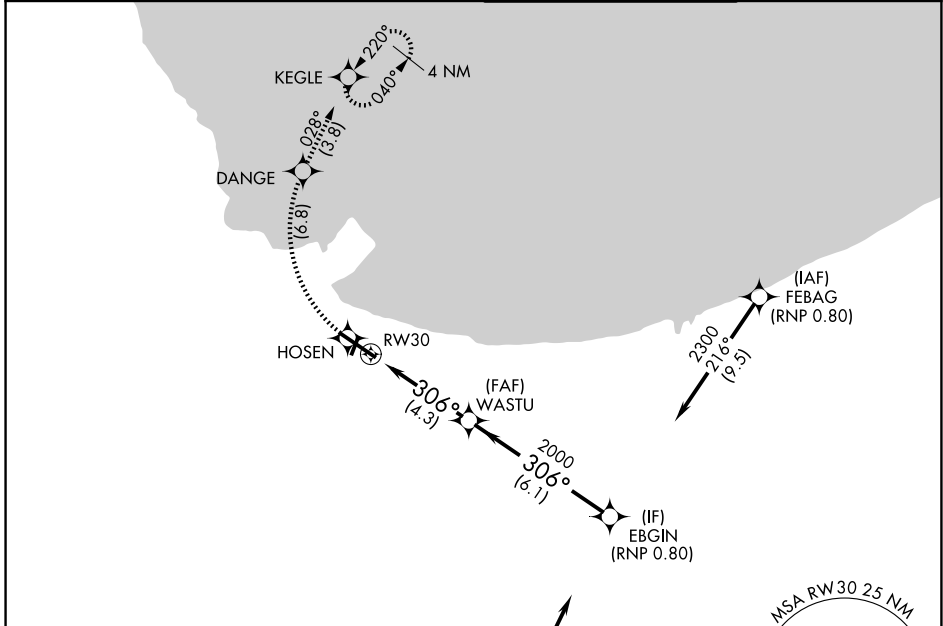 220°
KEGLE
4 NM
040°
028°
(3.8)
DANGE
(6.8)
(IAF)
FEBAG
(RNP 0.80)
RW30
HOSEN
2300
216°
(9.5)
(FAF)
WASTU
306°
(4.3)
2000
306°
(6.1)
(IF)
EBGIN
(RNP 0.80)
MSA RW30 25 NM